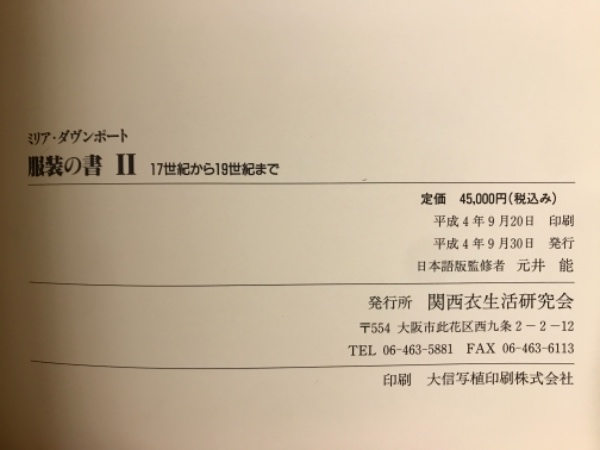 ミリア・ダヴンポート
服装の書 II 17世紀から19世紀まで
定価 45,000円(税込み)
平成4年9月20日 印刷
平成4年9月30日 発行
日本語版監修者 元井 能
発行所 関西衣生活研究会
〒554 大阪市此花区西九条2-2-12
TEL 06-463-5881 FAX 06-463-6113
印刷 大信写植印刷株式会社